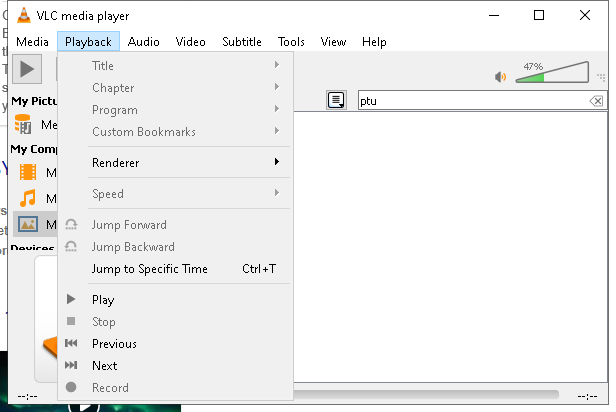 VLC media player
Media Playback Audio Video Subtitle Tools View Help
47%
Title
Chapter
Program
Custom Bookmarks
Renderer
Speed
Jump Forward
Jump Backward
Jump to Specific Time Ctrl+T
Play
Stop
Previous
Next
Record
ptu
My Pictu
Me
My Comp
M
M
M
Devices
--:-- --:--